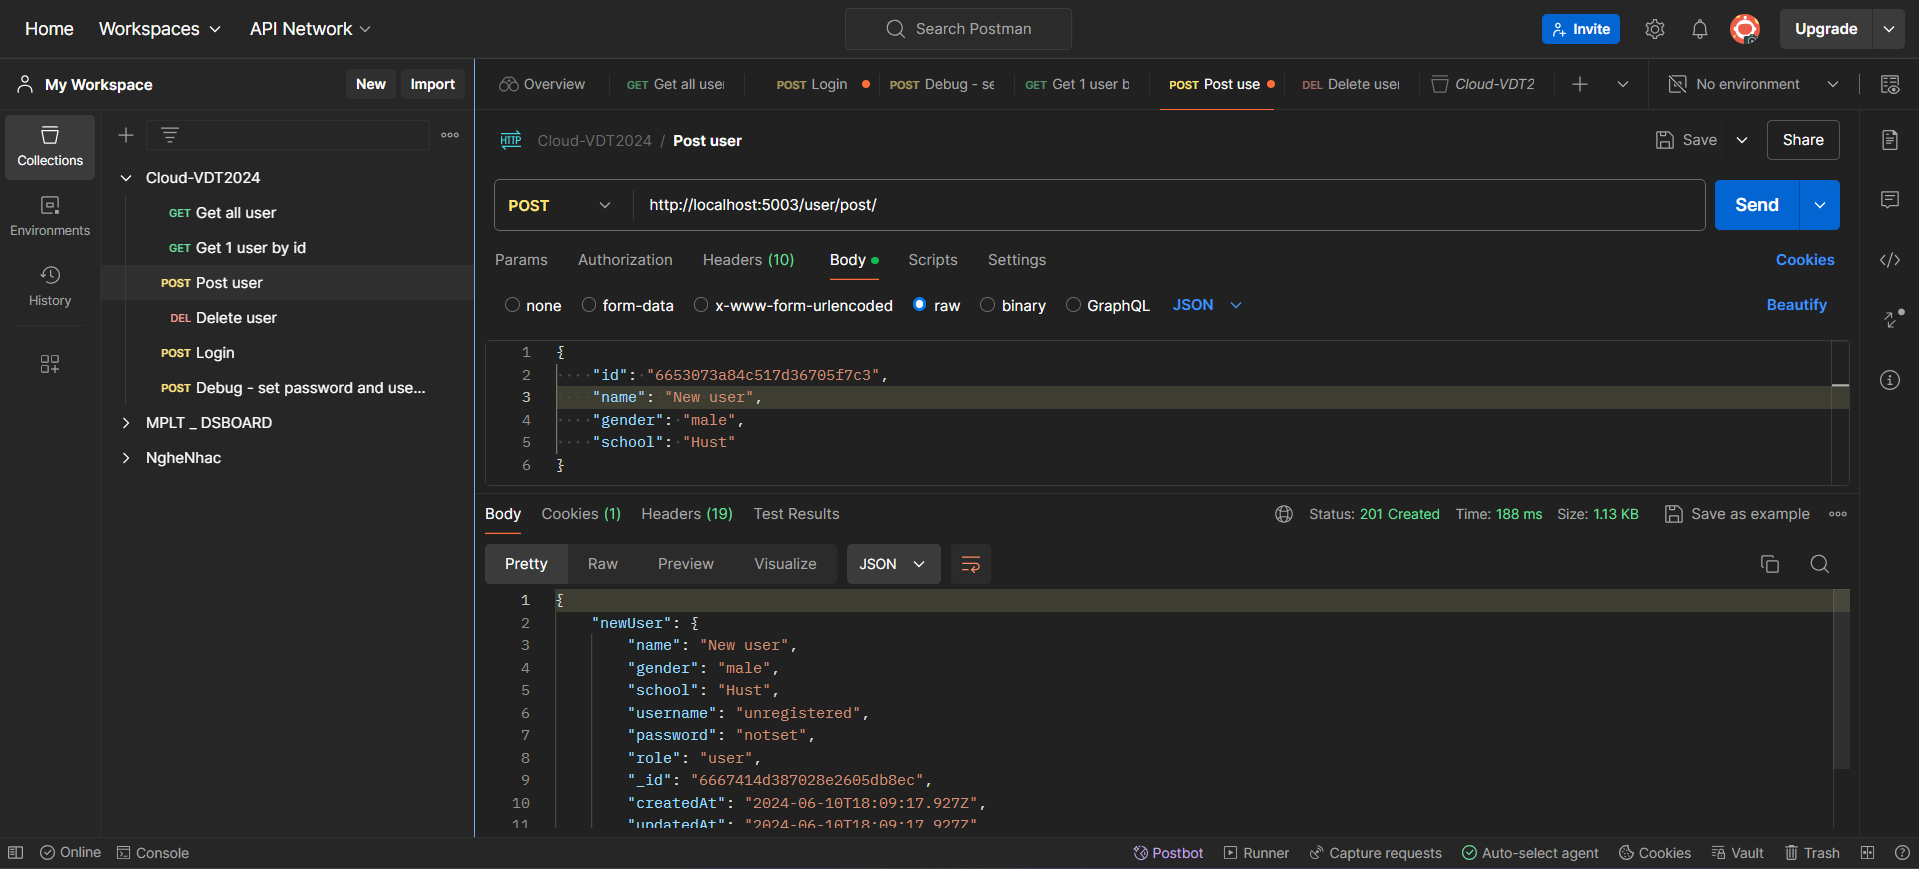 Home Workspaces API Network Search Postman Invite Upgrade
My Workspace New Import
Overview GET Get all user POST Login POST Debug - se GET Get 1 user b POST Post use DEL Delete user Cloud-VDT2 No environment
Collections
Environments
History
Cloud-VDT2024
GET Get all user
GET Get 1 user by id
POST Post user
DEL Delete user
POST Login
POST Debug - set password and use...
MPLT _ DSBOARD
NgheNhac
HTTP Cloud-VDT2024 / Post user Save Share
POST http://localhost:5003/user/post/ Send
Params Authorization Headers (10) Body Scripts Settings Cookies
none form-data x-www-form-urlencoded raw binary GraphQL JSON Beautify
1 {
2 "id": "6653073a84c517d36705f7c3",
3 "name": "New user",
4 "gender": "male",
5 "school": "Hust"
6 }
Body Cookies (1) Headers (19) Test Results Status: 201 Created Time: 188 ms Size: 1.13 KB Save as example
Pretty Raw Preview Visualize JSON
1 {
2 "newUser": {
3 "name": "New user",
4 "gender": "male",
5 "school": "Hust",
6 "username": "unregistered",
7 "password": "notset",
8 "role": "user",
9 "_id": "6667414d387028e2605db8ec",
10 "createdAt": "2024-06-10T18:09:17.927Z",
11 "updatedAt": "2024-06-10T18:09:17.927Z"
Online Console Postbot Runner Capture requests Auto-select agent Cookies Vault Trash